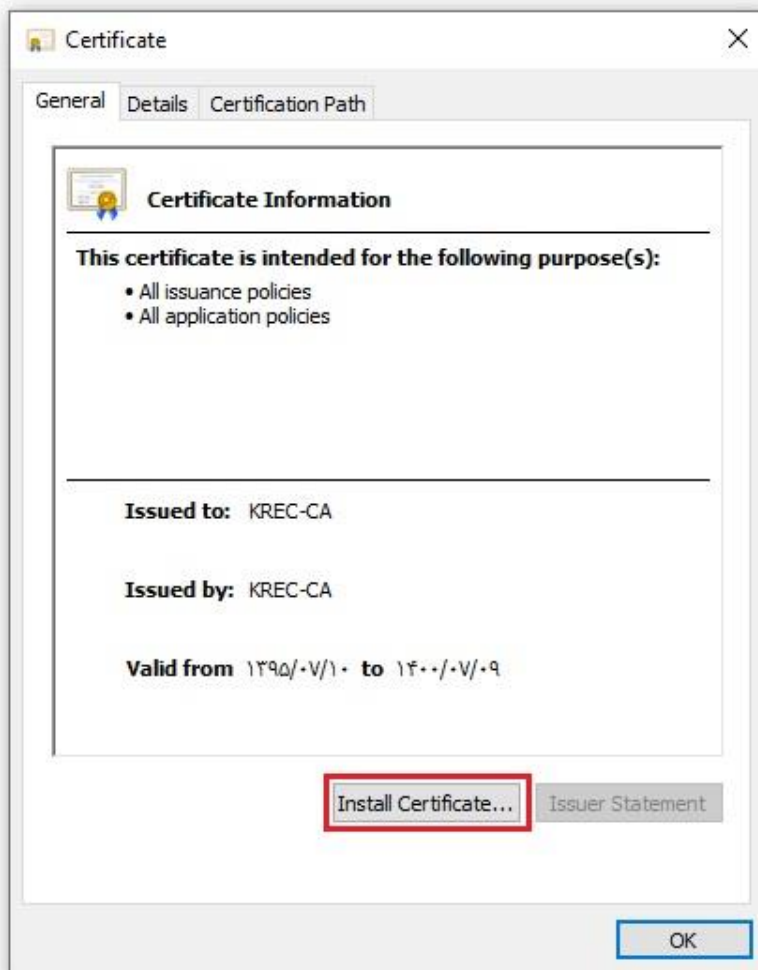 Certificate
General Details Certification Path
Certificate Information
This certificate is intended for the following purpose(s):
• All issuance policies
• All application policies
Issued to: KREC-CA
Issued by: KREC-CA
Valid from ۱۳۹۵/۰۷/۱۰ to ۱۴۰۰/۰۷/۰۹
Install Certificate... Issuer Statement
OK